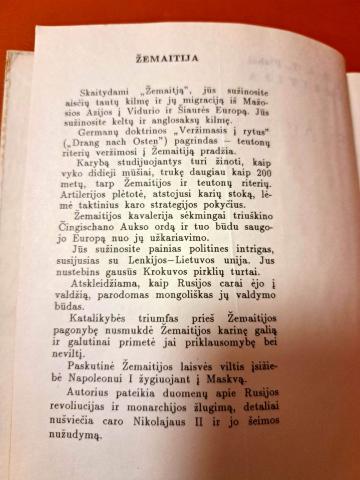 ŽEMAITIJA
Skaitydami „Žemaitją", jūs sužinosite
aisčių tautų kilmę ir jų migraciją iš Mažo-
sios Azijos į Vidurio ir Šiaurės Europą. Jūs
sužinosite keltų ir anglosaksų kilmę.
Germanų doktrinos „Veržimasis į rytus"
(„Drang nach Osten") pagrindas — teutonų
riterių veržimosi į Žemaitiją pradžia.
Karybą studijuojantys turi žinoti, kaip
vyko didieji mūšiai, trukę daugiau kaip 200
metų, tarp Žemaitijos ir teutonų riterių.
Artilerijos plėtotė, atstojusi karių stoką, lė-
mė taktinius karo strategijos pokyčius.
Žemaitijos kavalerija sėkmingai triuškino
Čingischano Aukso ordą ir tuo būdu saugo-
jo Europą nuo jų užkariavimo.
Jūs sužinosite painias politines intrigas,
susijusias su Lenkijos—Lietuvos unija. Jus
nustebins gausūs Krokuvos pirklių turtai.
Atskleidžiama, kaip Rusijos carai ėjo į
valdžią, parodomas mongoliškas jų valdymo
būdas.
Katalikybės triumfas prieš Žemaitijos
pagonybę nusmukdė Žemaitijos karinę galią
ir galutinai primetė jai priklausomybę bei
neviltį.
Paskutinė Žemaitijos laisvės viltis įsižie-
bė Napoleonui I žygiuojant į Maskvą.
Autorius pateikia duomenų apie Rusijos
revoliucijas ir monarchijos žlugimą, detaliai
nušviečia caro Nikolajaus II ir jo šeimos
nužudymą.